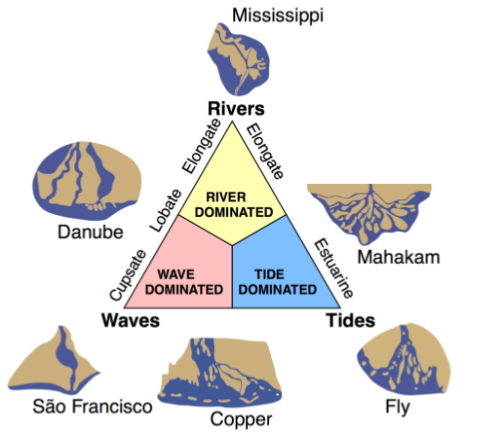 Mississippi
Rivers
Elongate
Elongate
Lobate
RIVER
DOMINATED
Danube
Mahakam
Cupsate
Estuarine
WAVE
DOMINATED
TIDE
DOMINATED
Waves
Tides
São Francisco
Copper
Fly